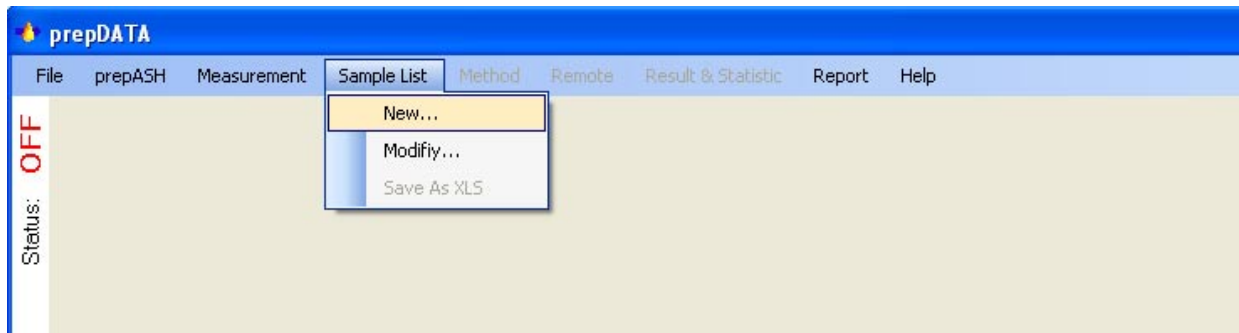 prepDATA
File prepASH Measurement Sample List Method Remote Result & Statistic Report Help
New...
Modifiy...
Save As XLS
Status: OFF